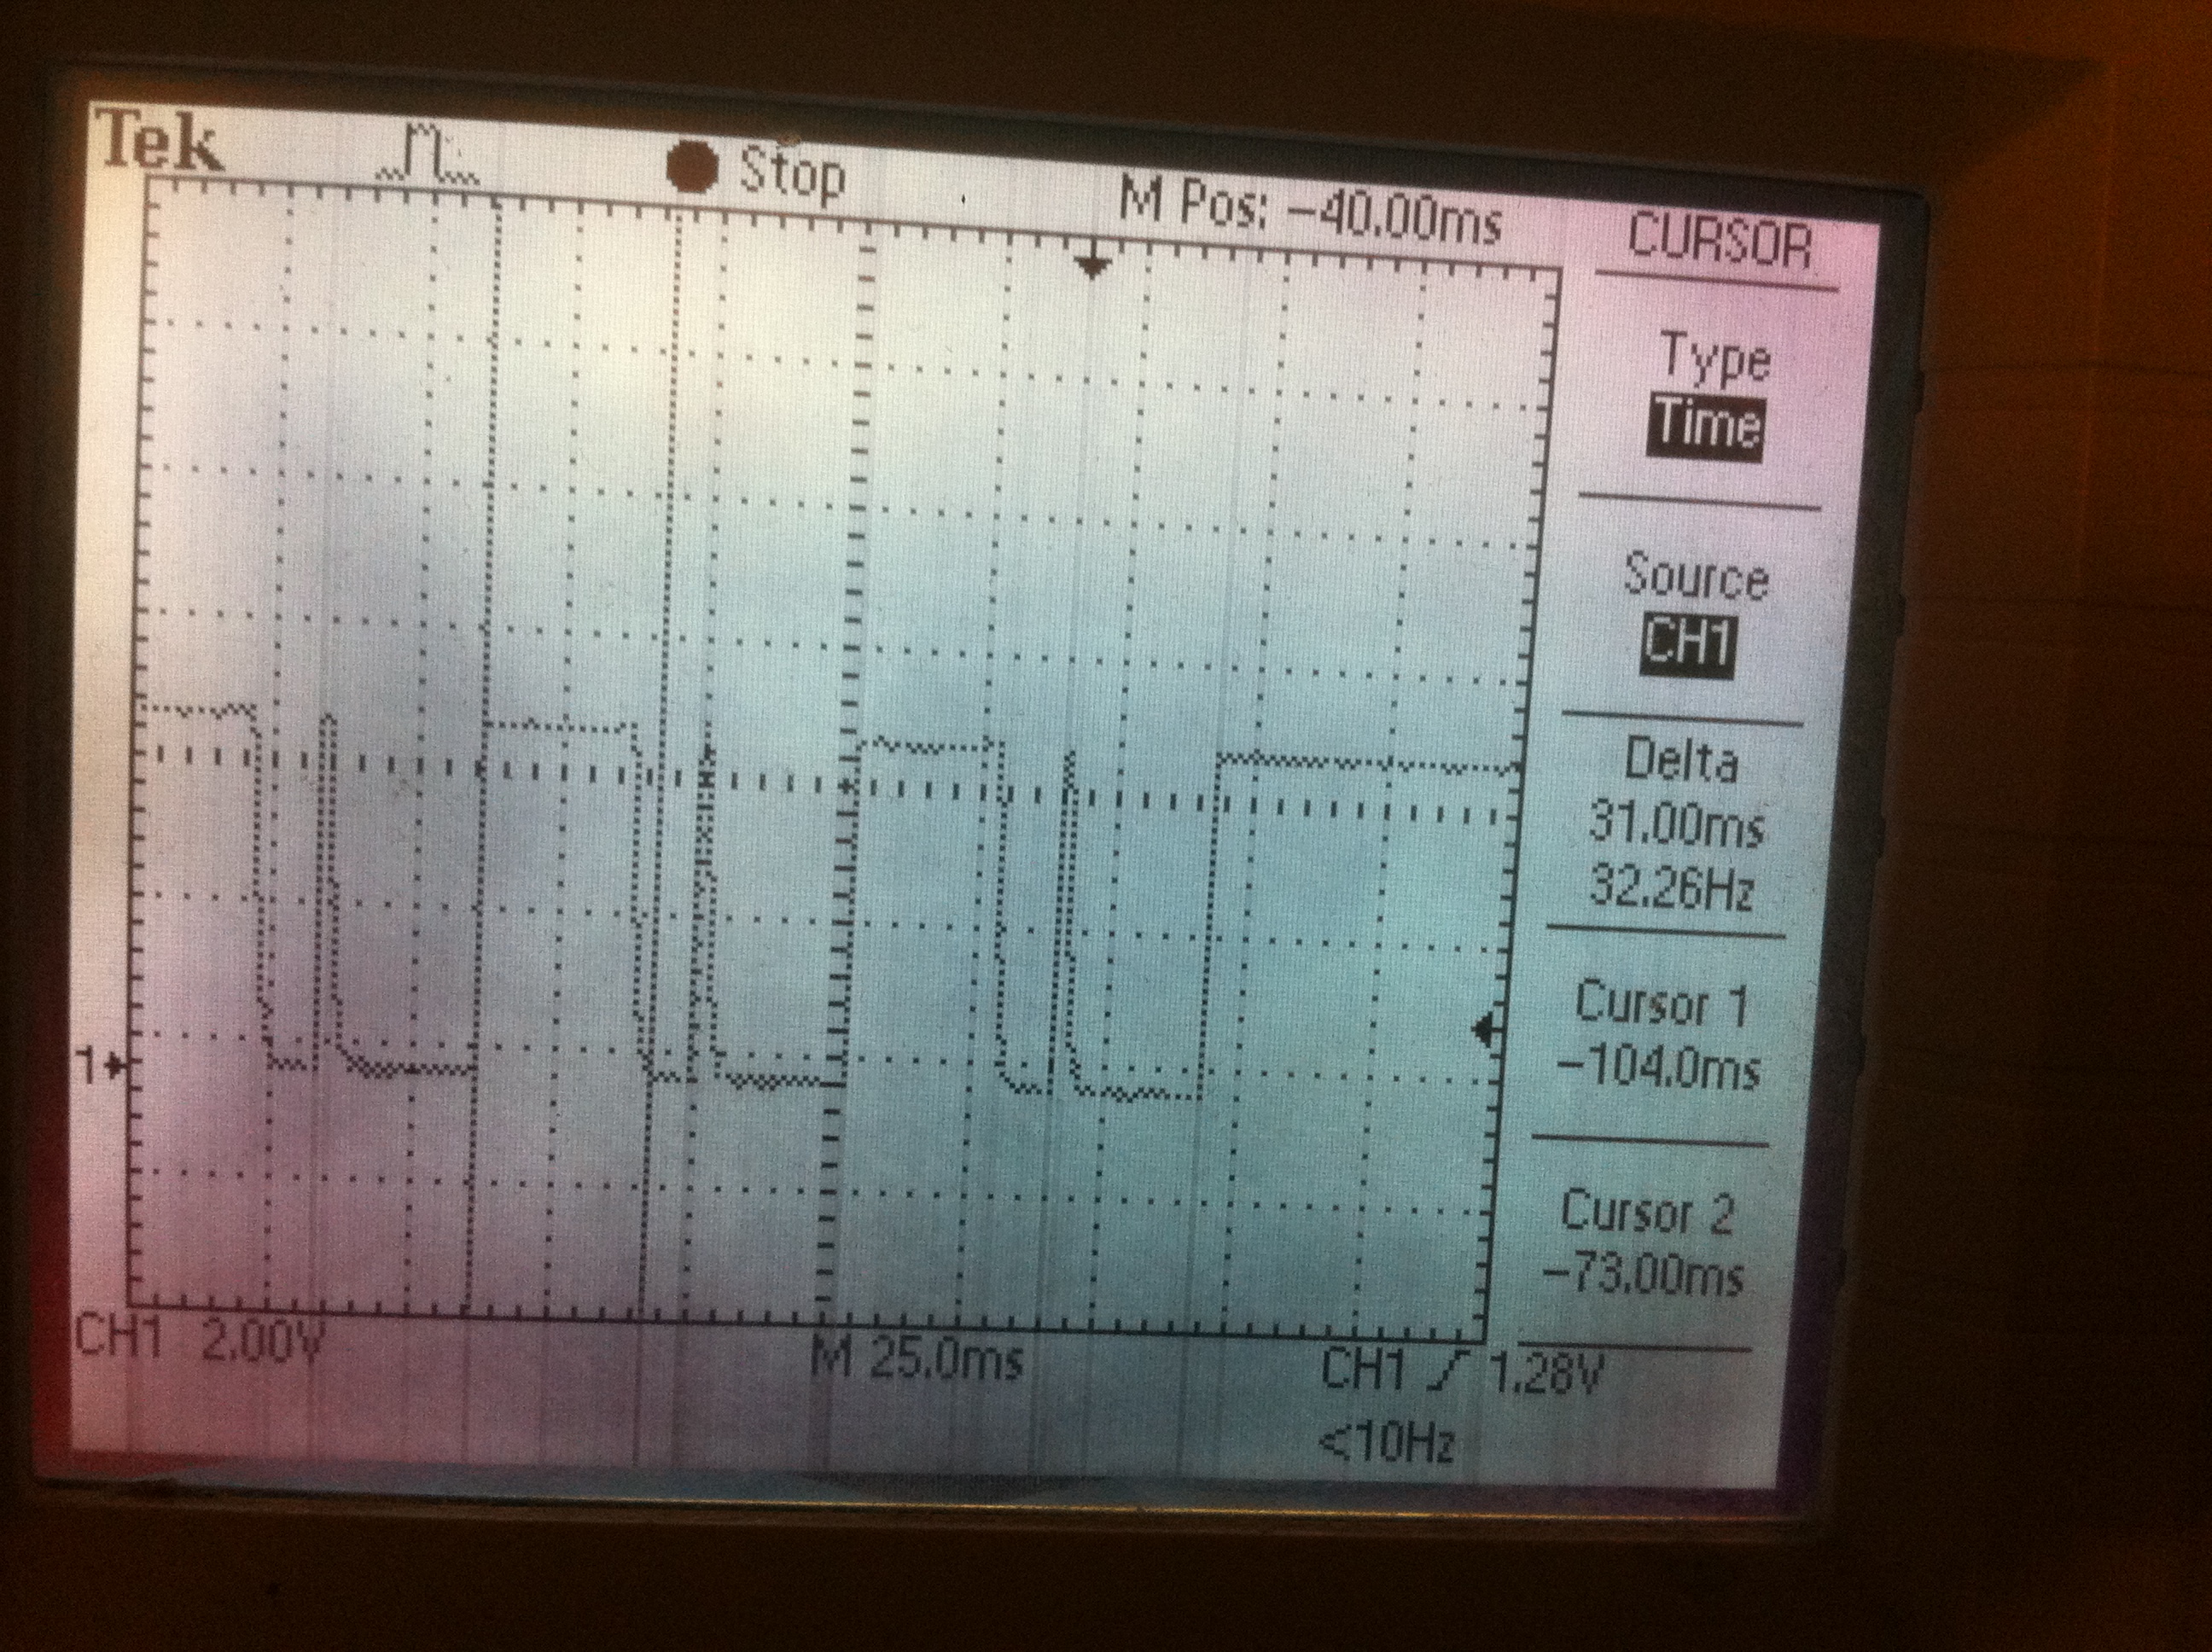 Tek Stop M Pos: -40.00ms CURSOR
Type
Time
Source
CH1
Delta
31.00ms
32.26Hz
Cursor 1
-104.0ms
Cursor 2
-73.00ms
1
CH1 2.00V M 25.0ms CH1 1.28V
<10Hz